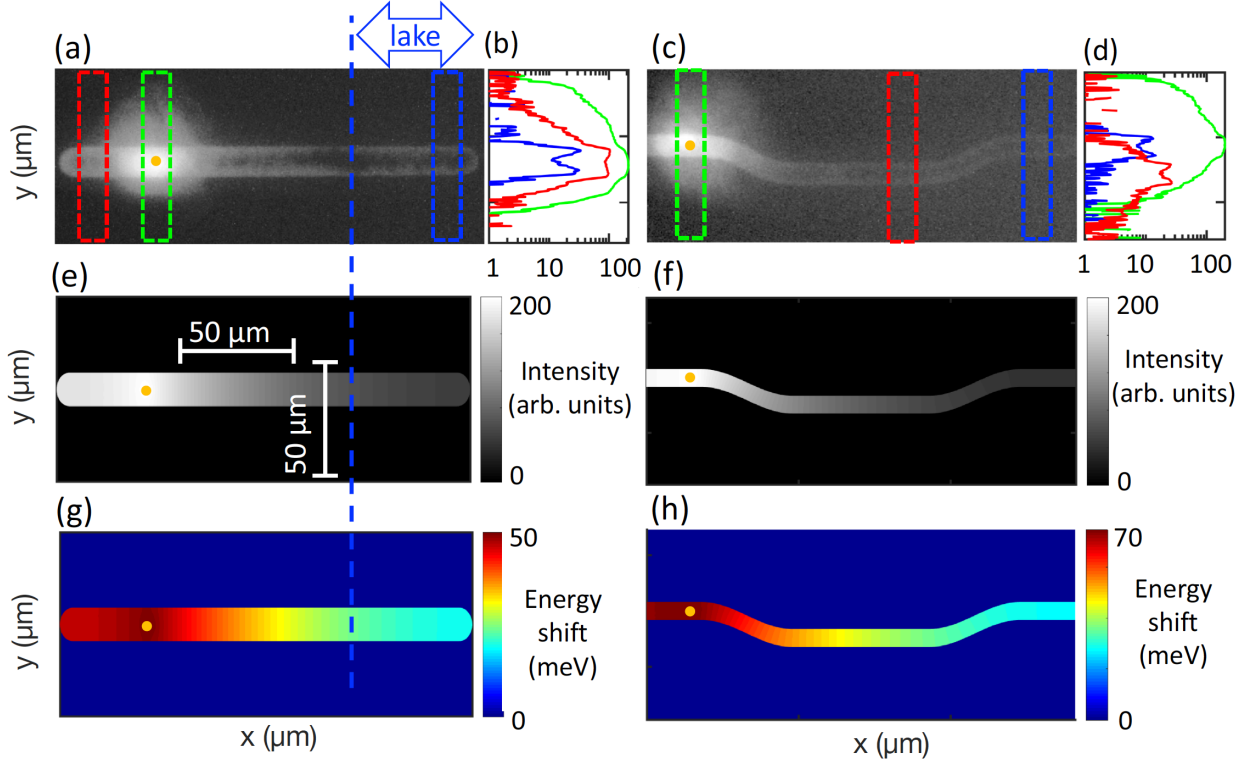 lake
(a)
(b)
(c)
(d)
y (μm)
1 10 100
1 10 100
(e)
50 μm
50 μm
200
Intensity
(arb. units)
0
y (μm)
(f)
200
Intensity
(arb. units)
0
(g)
50
Energy
shift
(meV)
0
y (μm)
x (μm)
(h)
70
Energy
shift
(meV)
0
x (μm)